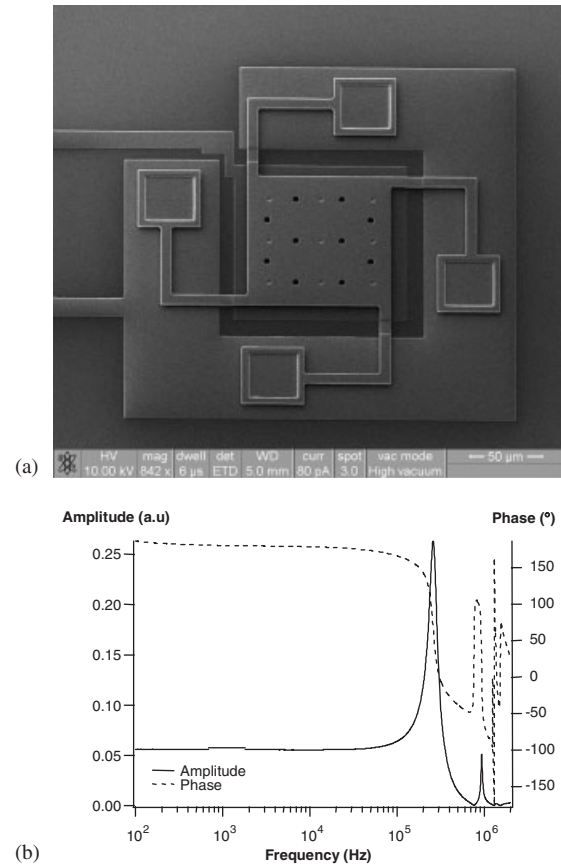 HV mag dwell det WD curr spot vac mode 50 µm
10.00 kV 842 x 6 µs ETD 5.0 mm 80 pA 3.0 High vacuum
(a)
Amplitude (a.u) Phase (°)
0.25
0.20
0.15
0.10
0.05
0.00
150
100
50
0
-50
-100
-150
Amplitude
Phase
10² 10³ 10⁴ 10⁵ 10⁶
Frequency (Hz)
(b)